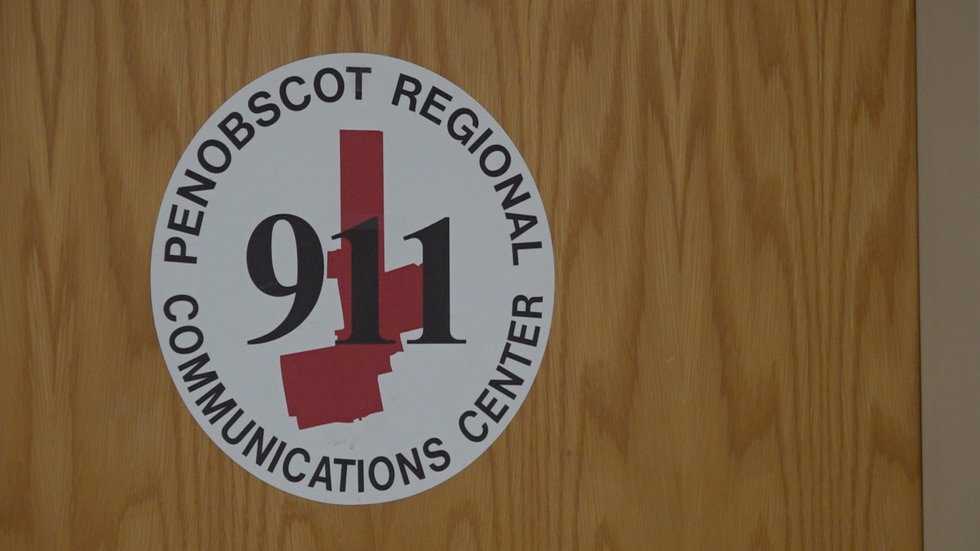 PENOBSCOT REGIONAL
911
COMMUNICATIONS CENTER